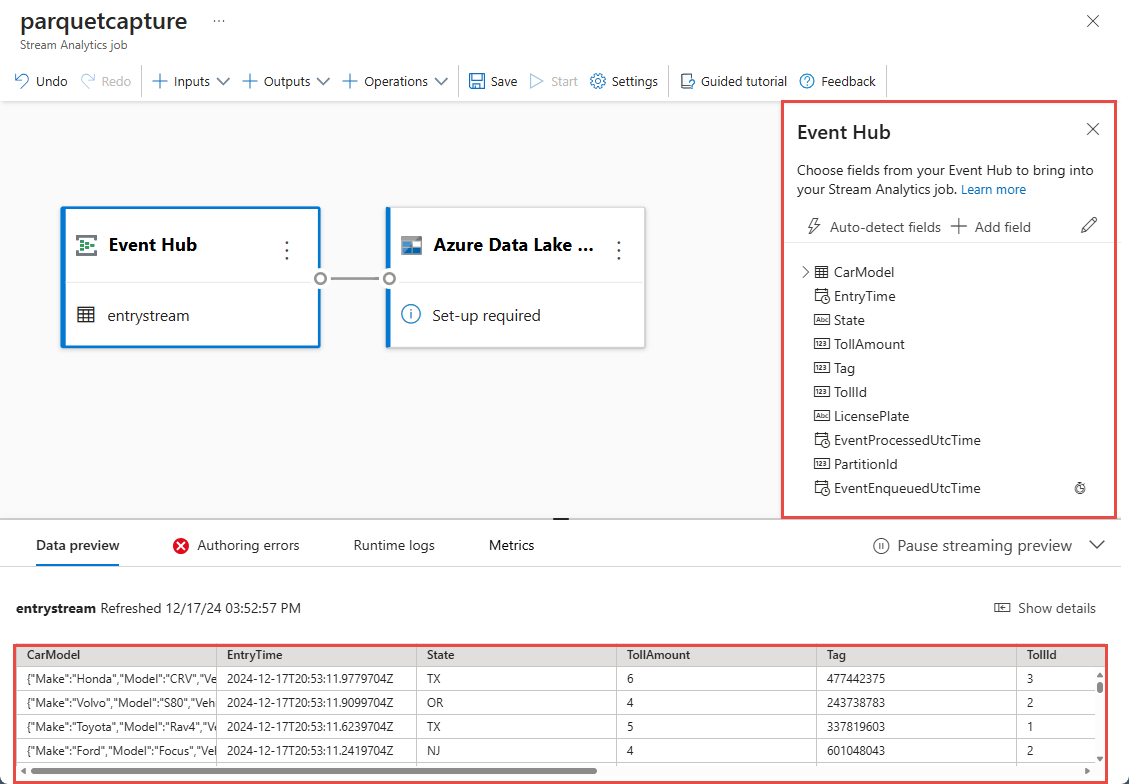 parquetcapture ...
Stream Analytics job
Undo Redo Inputs Outputs Operations Save Start Settings Guided tutorial Feedback
Event Hub
entrystream
Azure Data Lake ...
Set-up required
Event Hub
Choose fields from your Event Hub to bring into
your Stream Analytics job. Learn more
Auto-detect fields Add field
CarModel
EntryTime
Abc State
123 TollAmount
123 Tag
123 TollId
Abc LicensePlate
EventProcessedUtcTime
123 PartitionId
EventEnqueuedUtcTime
Data preview Authoring errors Runtime logs Metrics Pause streaming preview
entrystream Refreshed 12/17/24 03:52:57 PM Show details
CarModel EntryTime State TollAmount Tag TollId
{"Make":"Honda","Model":"CRV","Ve 2024-12-17T20:53:11.9779704Z TX 6 477442375 3
{"Make":"Volvo","Model":"S80","Veh 2024-12-17T20:53:11.9099704Z OR 4 243738783 2
{"Make":"Toyota","Model":"Rav4","V 2024-12-17T20:53:11.6239704Z TX 5 337819603 1
{"Make":"Ford","Model":"Focus","Vel 2024-12-17T20:53:11.2419704Z NJ 4 601048043 2